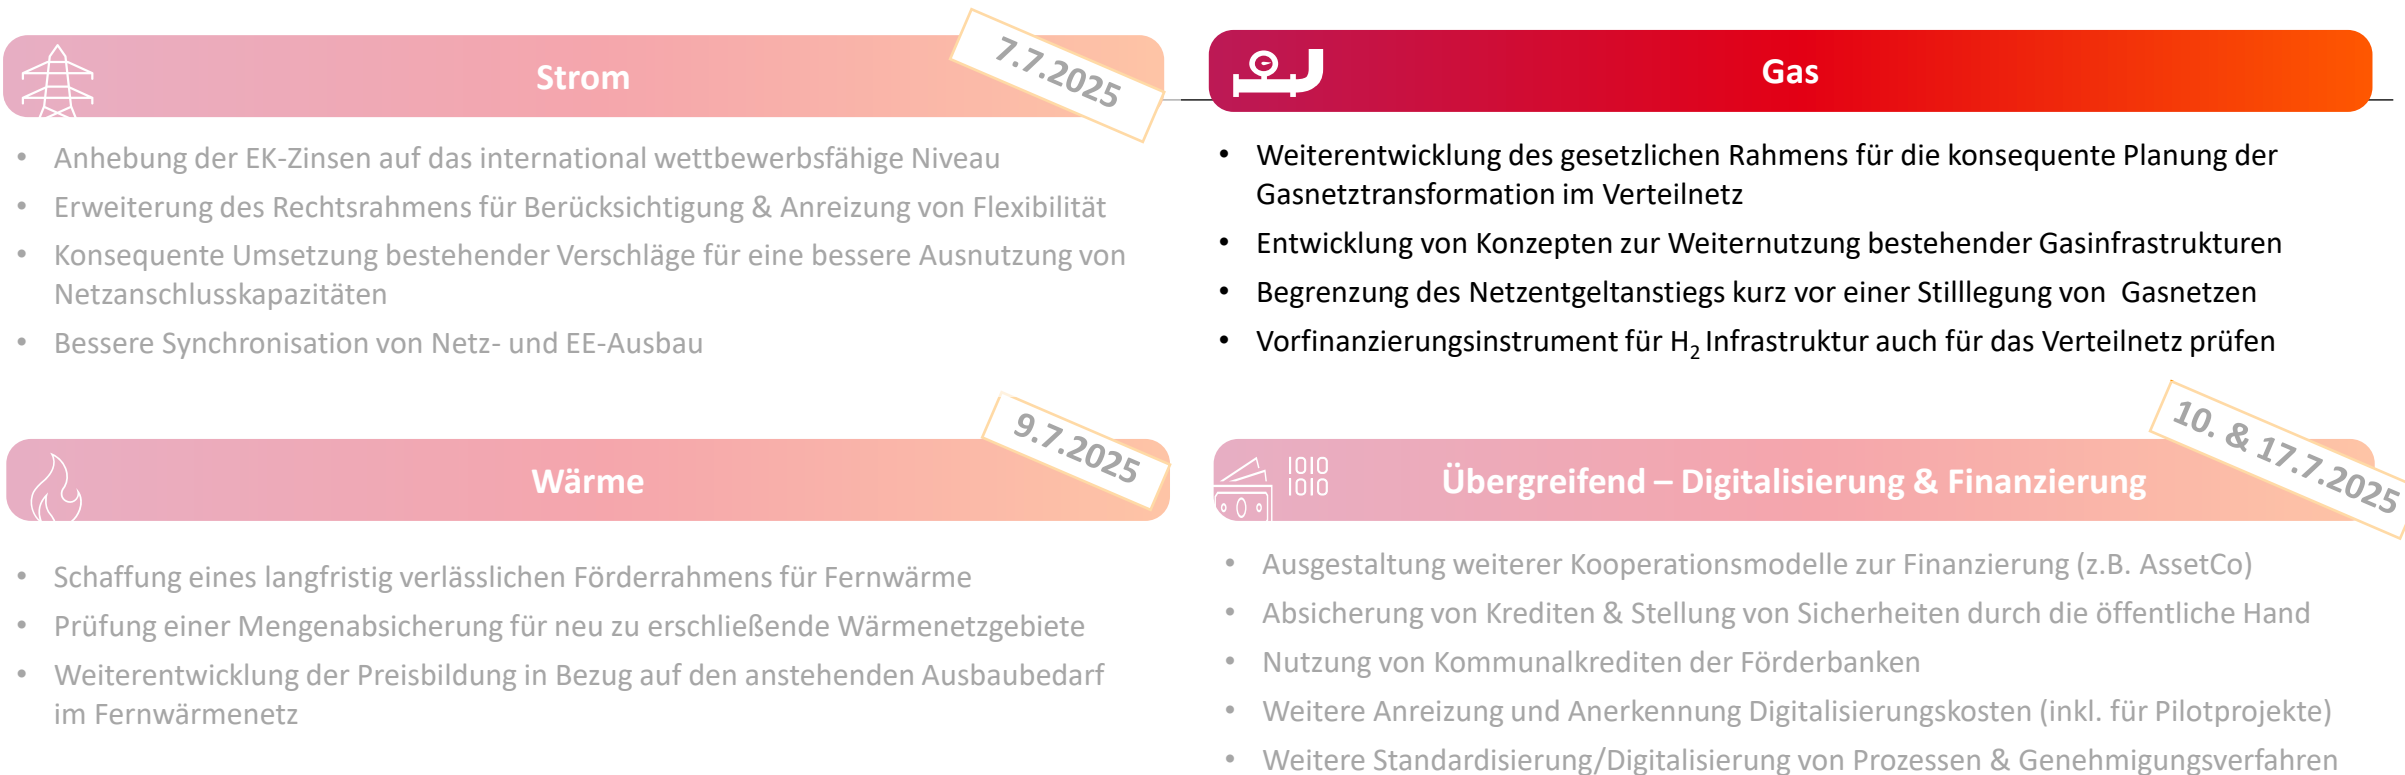 Strom
7.7.2025
• Anhebung der EK-Zinsen auf das international wettbewerbsfähige Niveau
• Erweiterung des Rechtsrahmens für Berücksichtigung & Anreizung von Flexibilität
• Konsequente Umsetzung bestehender Verschläge für eine bessere Ausnutzung von
Netzanschlusskapazitäten
• Bessere Synchronisation von Netz- und EE-Ausbau
Gas
• Weiterentwicklung des gesetzlichen Rahmens für die konsequente Planung der
Gasnetztransformation im Verteilnetz
• Entwicklung von Konzepten zur Weiternutzung bestehender Gasinfrastrukturen
• Begrenzung des Netzentgeltanstiegs kurz vor einer Stilllegung von Gasnetzen
• Vorfinanzierungsinstrument für H₂ Infrastruktur auch für das Verteilnetz prüfen
Wärme
9.7.2025
• Schaffung eines langfristig verlässlichen Förderrahmens für Fernwärme
• Prüfung einer Mengenabsicherung für neu zu erschließende Wärmenetzgebiete
• Weiterentwicklung der Preisbildung in Bezug auf den anstehenden Ausbaubedarf
im Fernwärmenetz
IOIO
IOIO
Übergreifend – Digitalisierung & Finanzierung
10. & 17.7.2025
• Ausgestaltung weiterer Kooperationsmodelle zur Finanzierung (z.B. AssetCo)
• Absicherung von Krediten & Stellung von Sicherheiten durch die öffentliche Hand
• Nutzung von Kommunalkrediten der Förderbanken
• Weitere Anreizung und Anerkennung Digitalisierungskosten (inkl. für Pilotprojekte)
• Weitere Standardisierung/Digitalisierung von Prozessen & Genehmigungsverfahren